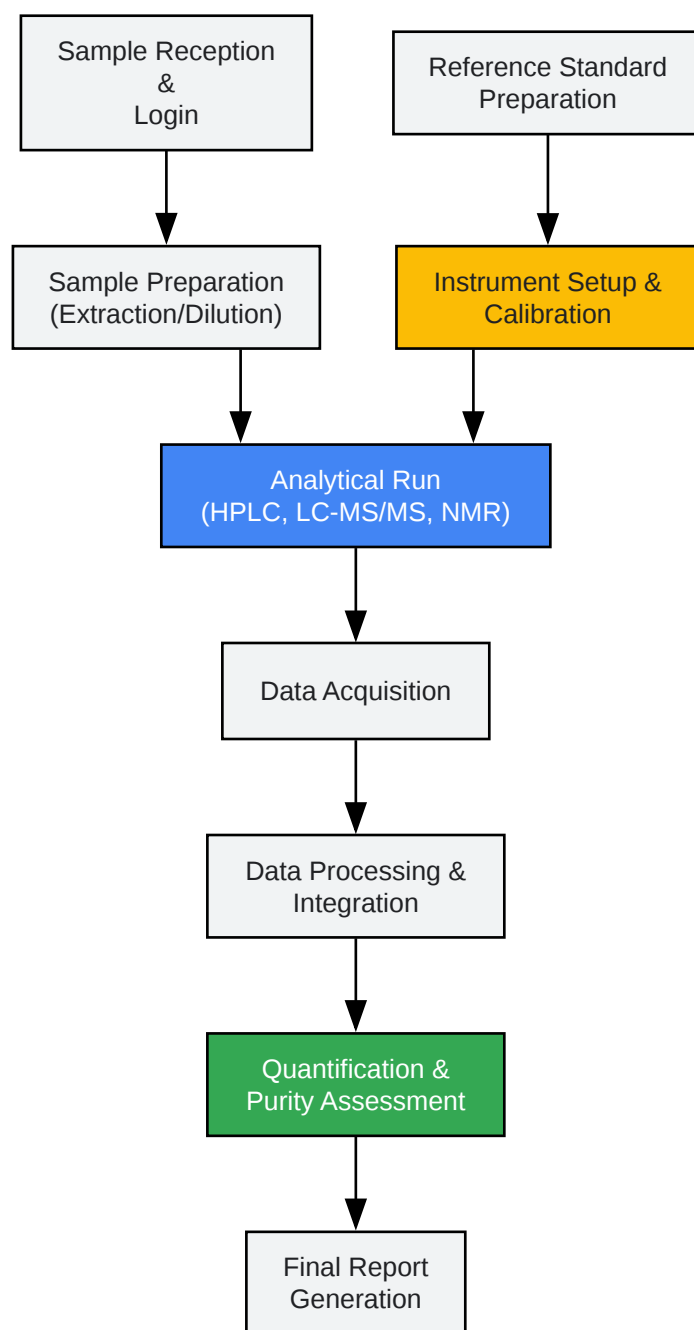 Sample Reception
&
Login
Reference Standard
Preparation
Sample Preparation
(Extraction/Dilution)
Instrument Setup &
Calibration
Analytical Run
(HPLC, LC-MS/MS, NMR)
Data Acquisition
Data Processing &
Integration
Quantification &
Purity Assessment
Final Report
Generation